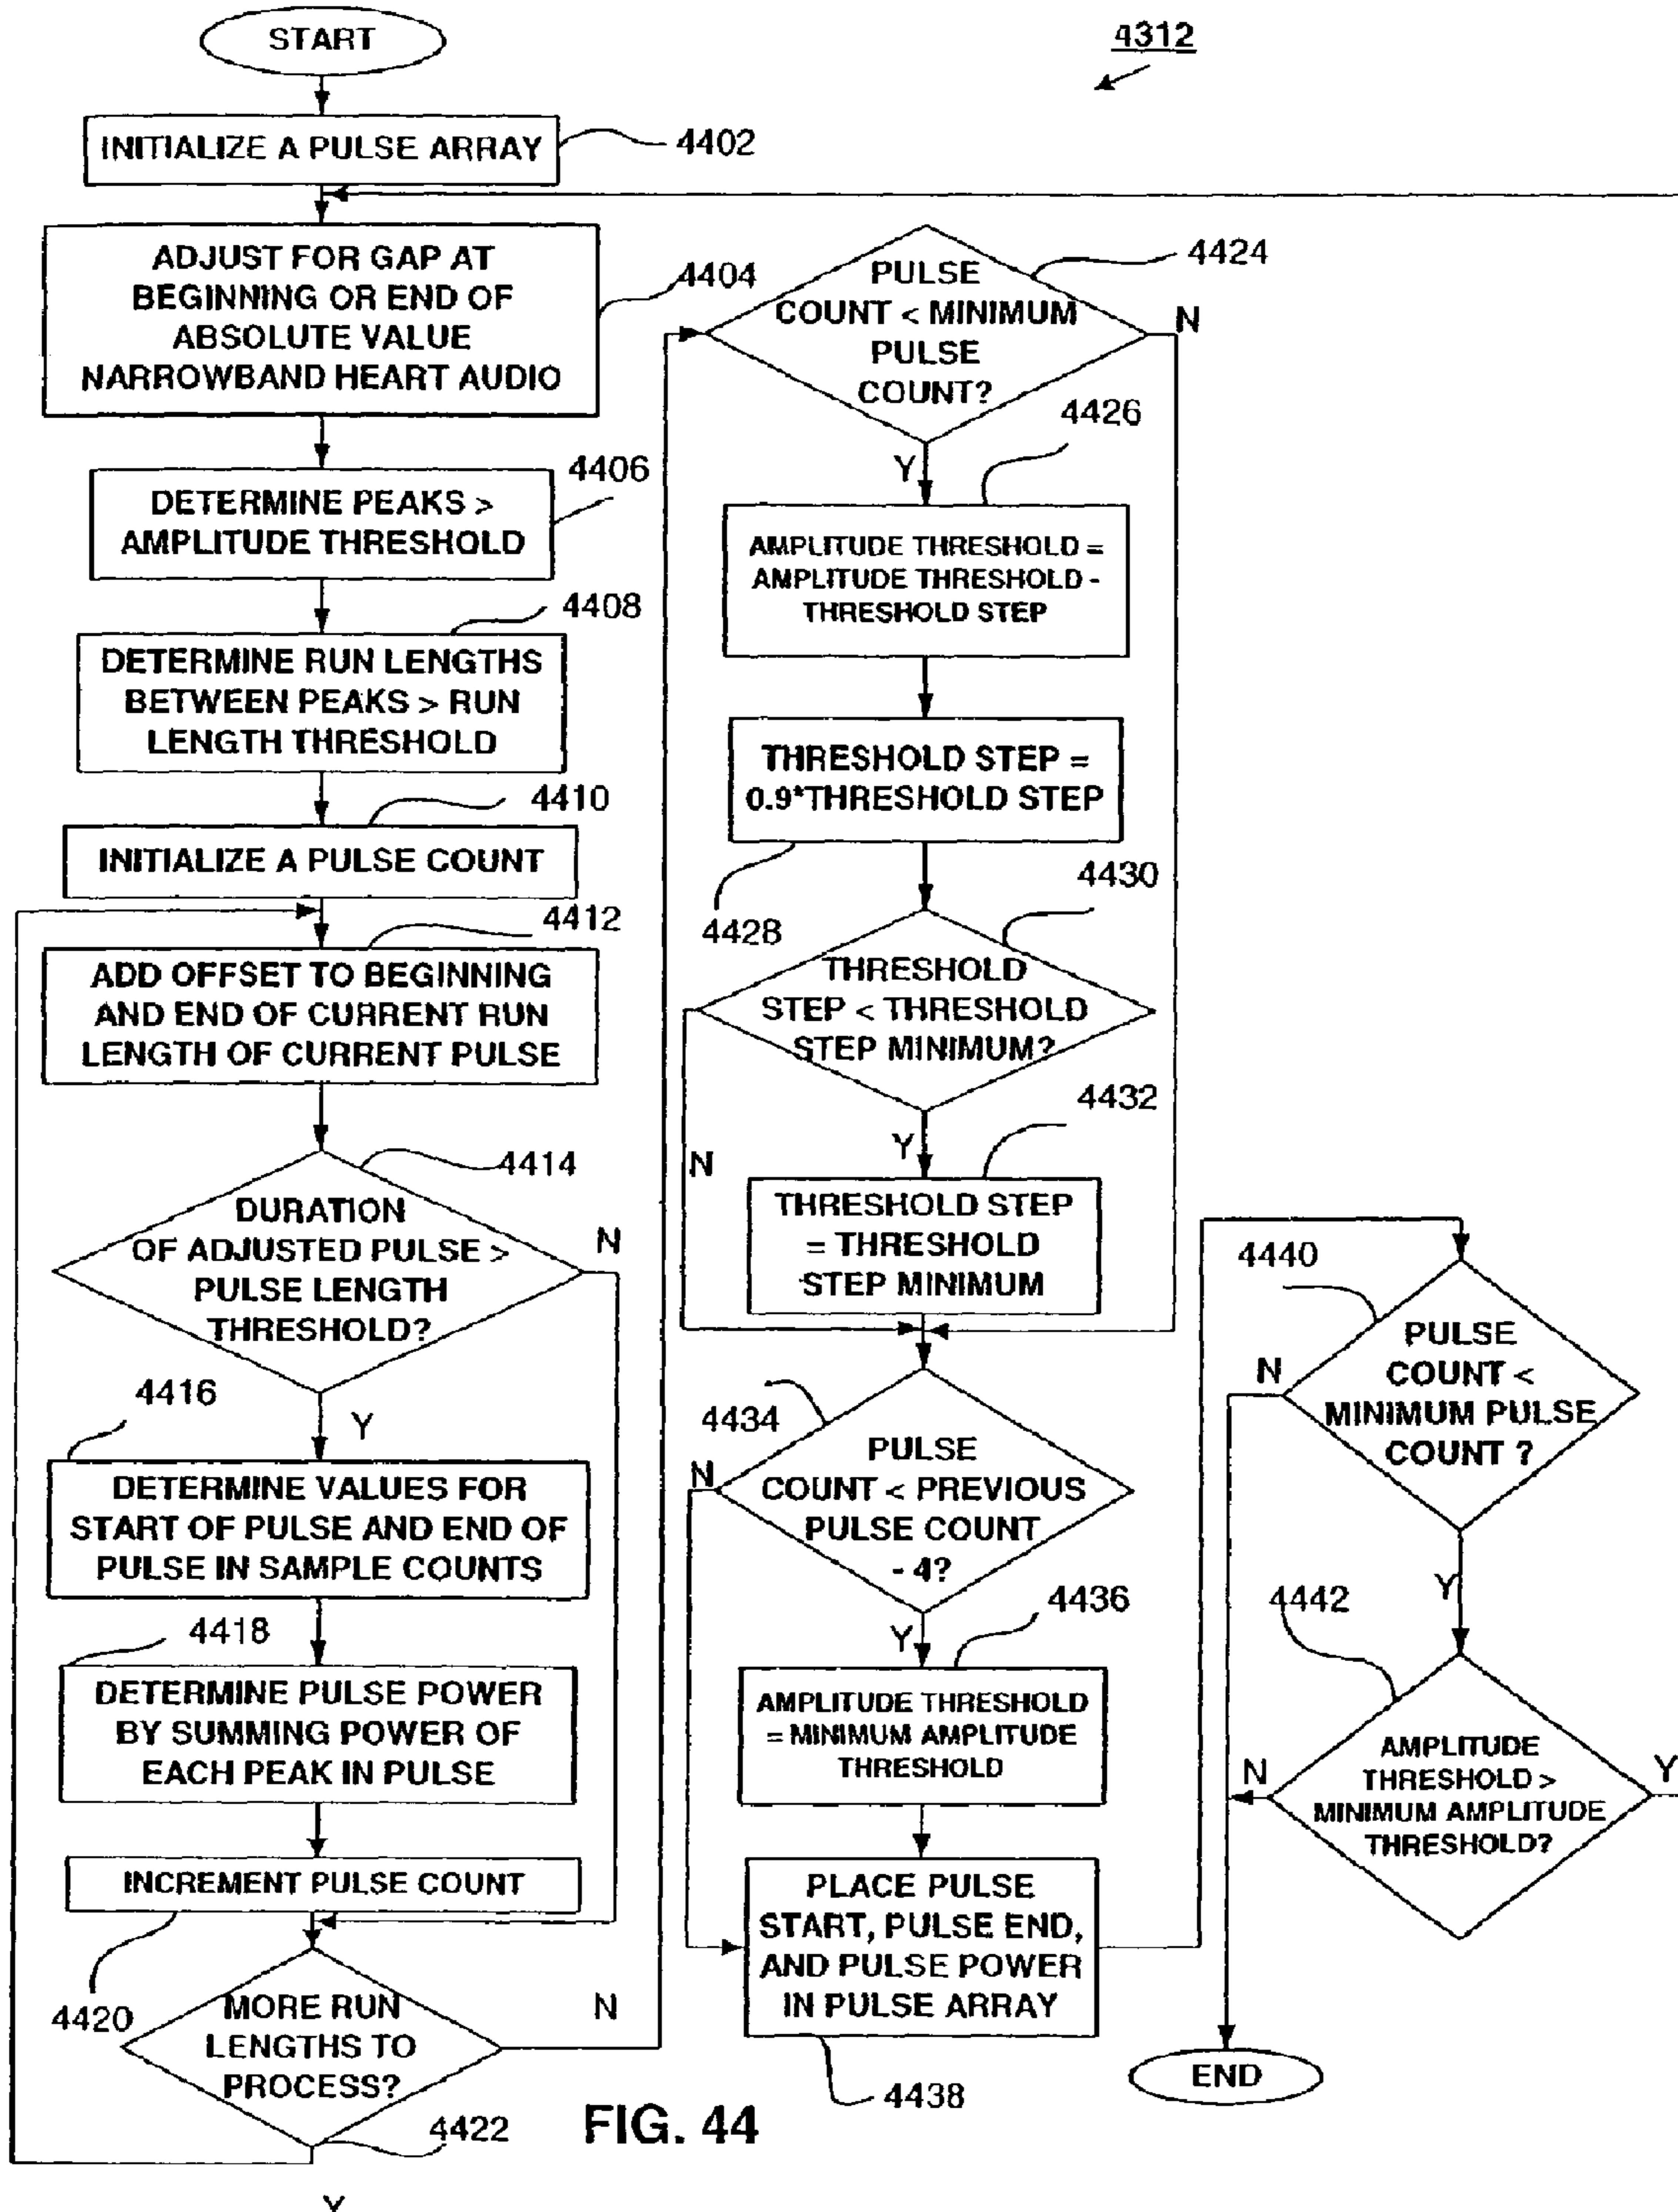 START
4312
INITIALIZE A PULSE ARRAY
4402
ADJUST FOR GAP AT
BEGINNING OR END OF
ABSOLUTE VALUE
NARROWBAND HEART AUDIO
4404
DETERMINE PEAKS >
AMPLITUDE THRESHOLD
4406
DETERMINE RUN LENGTHS
BETWEEN PEAKS > RUN
LENGTH THRESHOLD
4408
INITIALIZE A PULSE COUNT
4410
ADD OFFSET TO BEGINNING
AND END OF CURRENT RUN
LENGTH OF CURRENT PULSE
4412
DURATION
OF ADJUSTED PULSE >
PULSE LENGTH
THRESHOLD?
4414
N
Y
4416
DETERMINE VALUES FOR
START OF PULSE AND END OF
PULSE IN SAMPLE COUNTS
4418
DETERMINE PULSE POWER
BY SUMMING POWER OF
EACH PEAK IN PULSE
INCREMENT PULSE COUNT
4420
MORE RUN
LENGTHS TO
PROCESS?
N
4422
Y
PULSE
COUNT < MINIMUM
PULSE
COUNT?
4424
N
Y
4426
AMPLITUDE THRESHOLD =
AMPLITUDE THRESHOLD -
THRESHOLD STEP
THRESHOLD STEP =
0.9*THRESHOLD STEP
4428
4430
THRESHOLD
STEP < THRESHOLD
STEP MINIMUM?
N
Y
4432
THRESHOLD STEP
= THRESHOLD
STEP MINIMUM
4434
PULSE
COUNT < PREVIOUS
PULSE COUNT
- 4?
N
Y
4436
AMPLITUDE THRESHOLD
= MINIMUM AMPLITUDE
THRESHOLD
PLACE PULSE
START, PULSE END,
AND PULSE POWER
IN PULSE ARRAY
4438
4440
PULSE
COUNT <
MINIMUM PULSE
COUNT ?
N
Y
4442
AMPLITUDE
THRESHOLD >
MINIMUM AMPLITUDE
THRESHOLD?
N
Y
END
FIG. 44